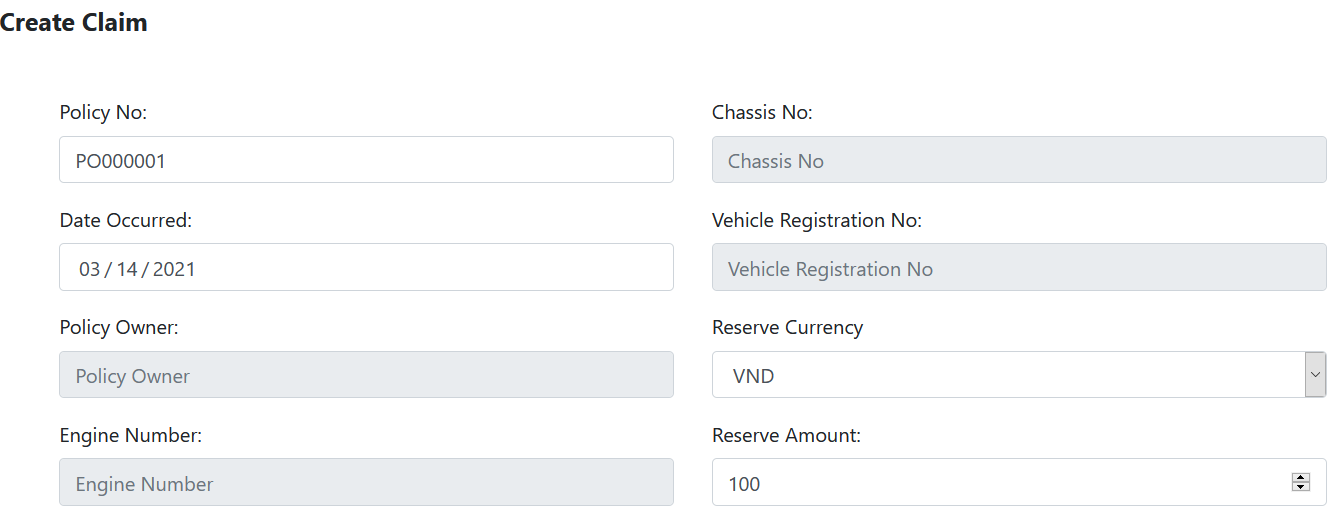 Create Claim
Policy No:
PO000001
Chassis No:
Chassis No
Date Occurred:
03 / 14 / 2021
Vehicle Registration No:
Vehicle Registration No
Policy Owner:
Policy Owner
Reserve Currency
VND
Engine Number:
Engine Number
Reserve Amount:
100